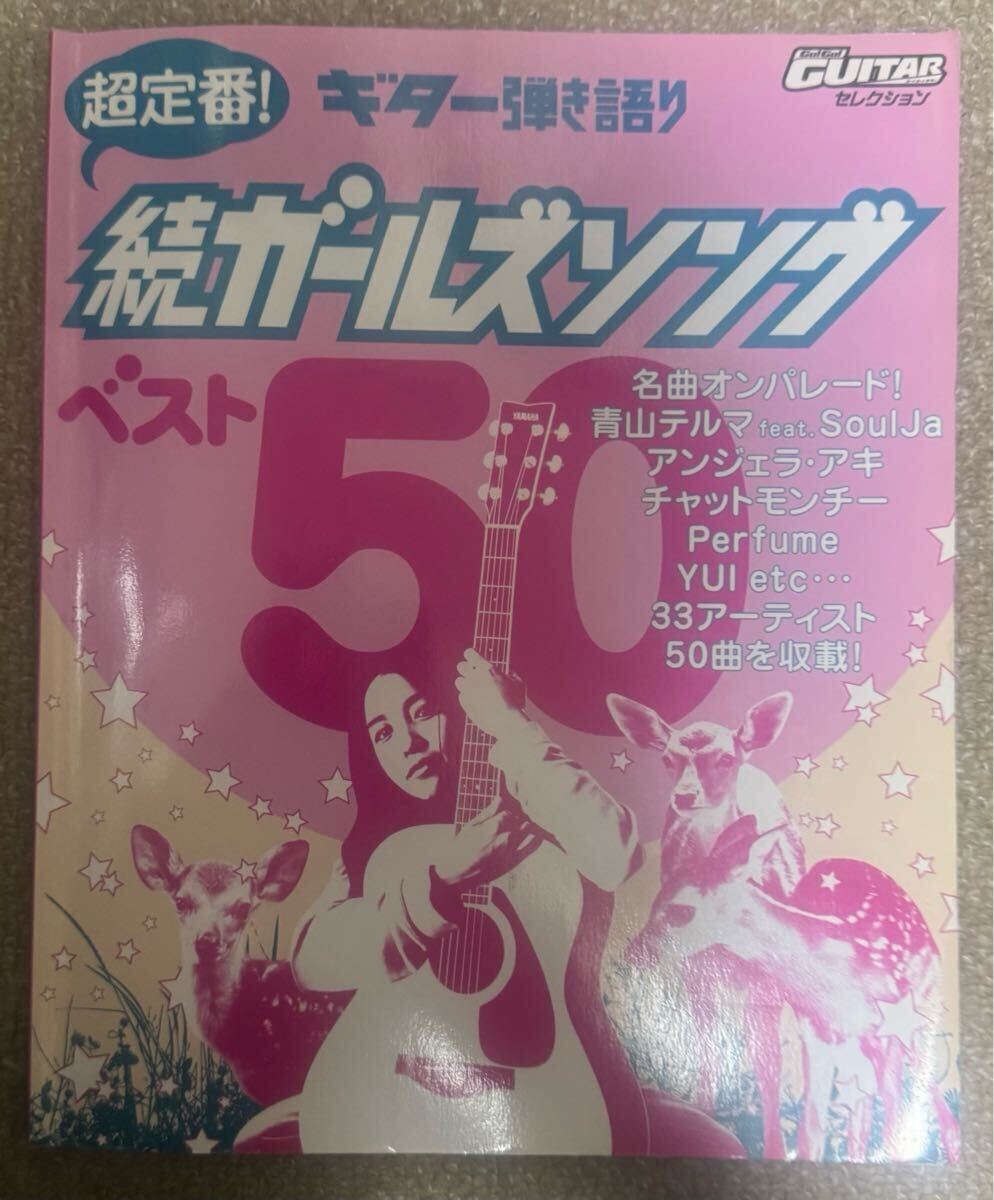 超定番!
ギター弾き語り
Go!Go!
GUITAR
セレクション
続ガールズソング
ベスト
50
名曲オンパレード!
青山テルマ feat. SoulJa
アンジェラ・アキ
チャットモンチー
Perfume
YUI etc…
33アーティスト
50曲を収載!
YAMAHA